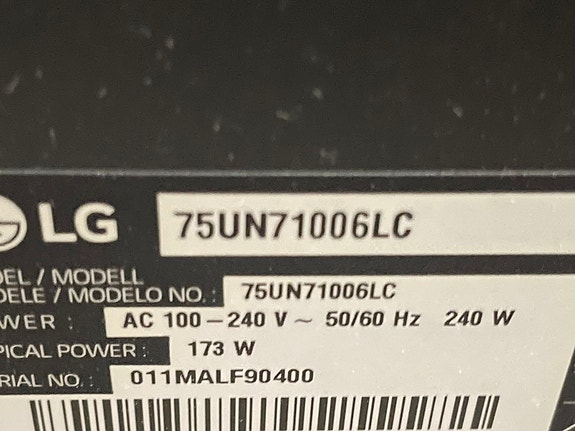 LG 75UN71006LC
DEL / MODELL
DELE / MODELO NO. : 75UN71006LC
WER : AC 100 – 240 V ~ 50/60 Hz 240 W
PICAL POWER : 173 W
RIAL NO. : 011MALF90400